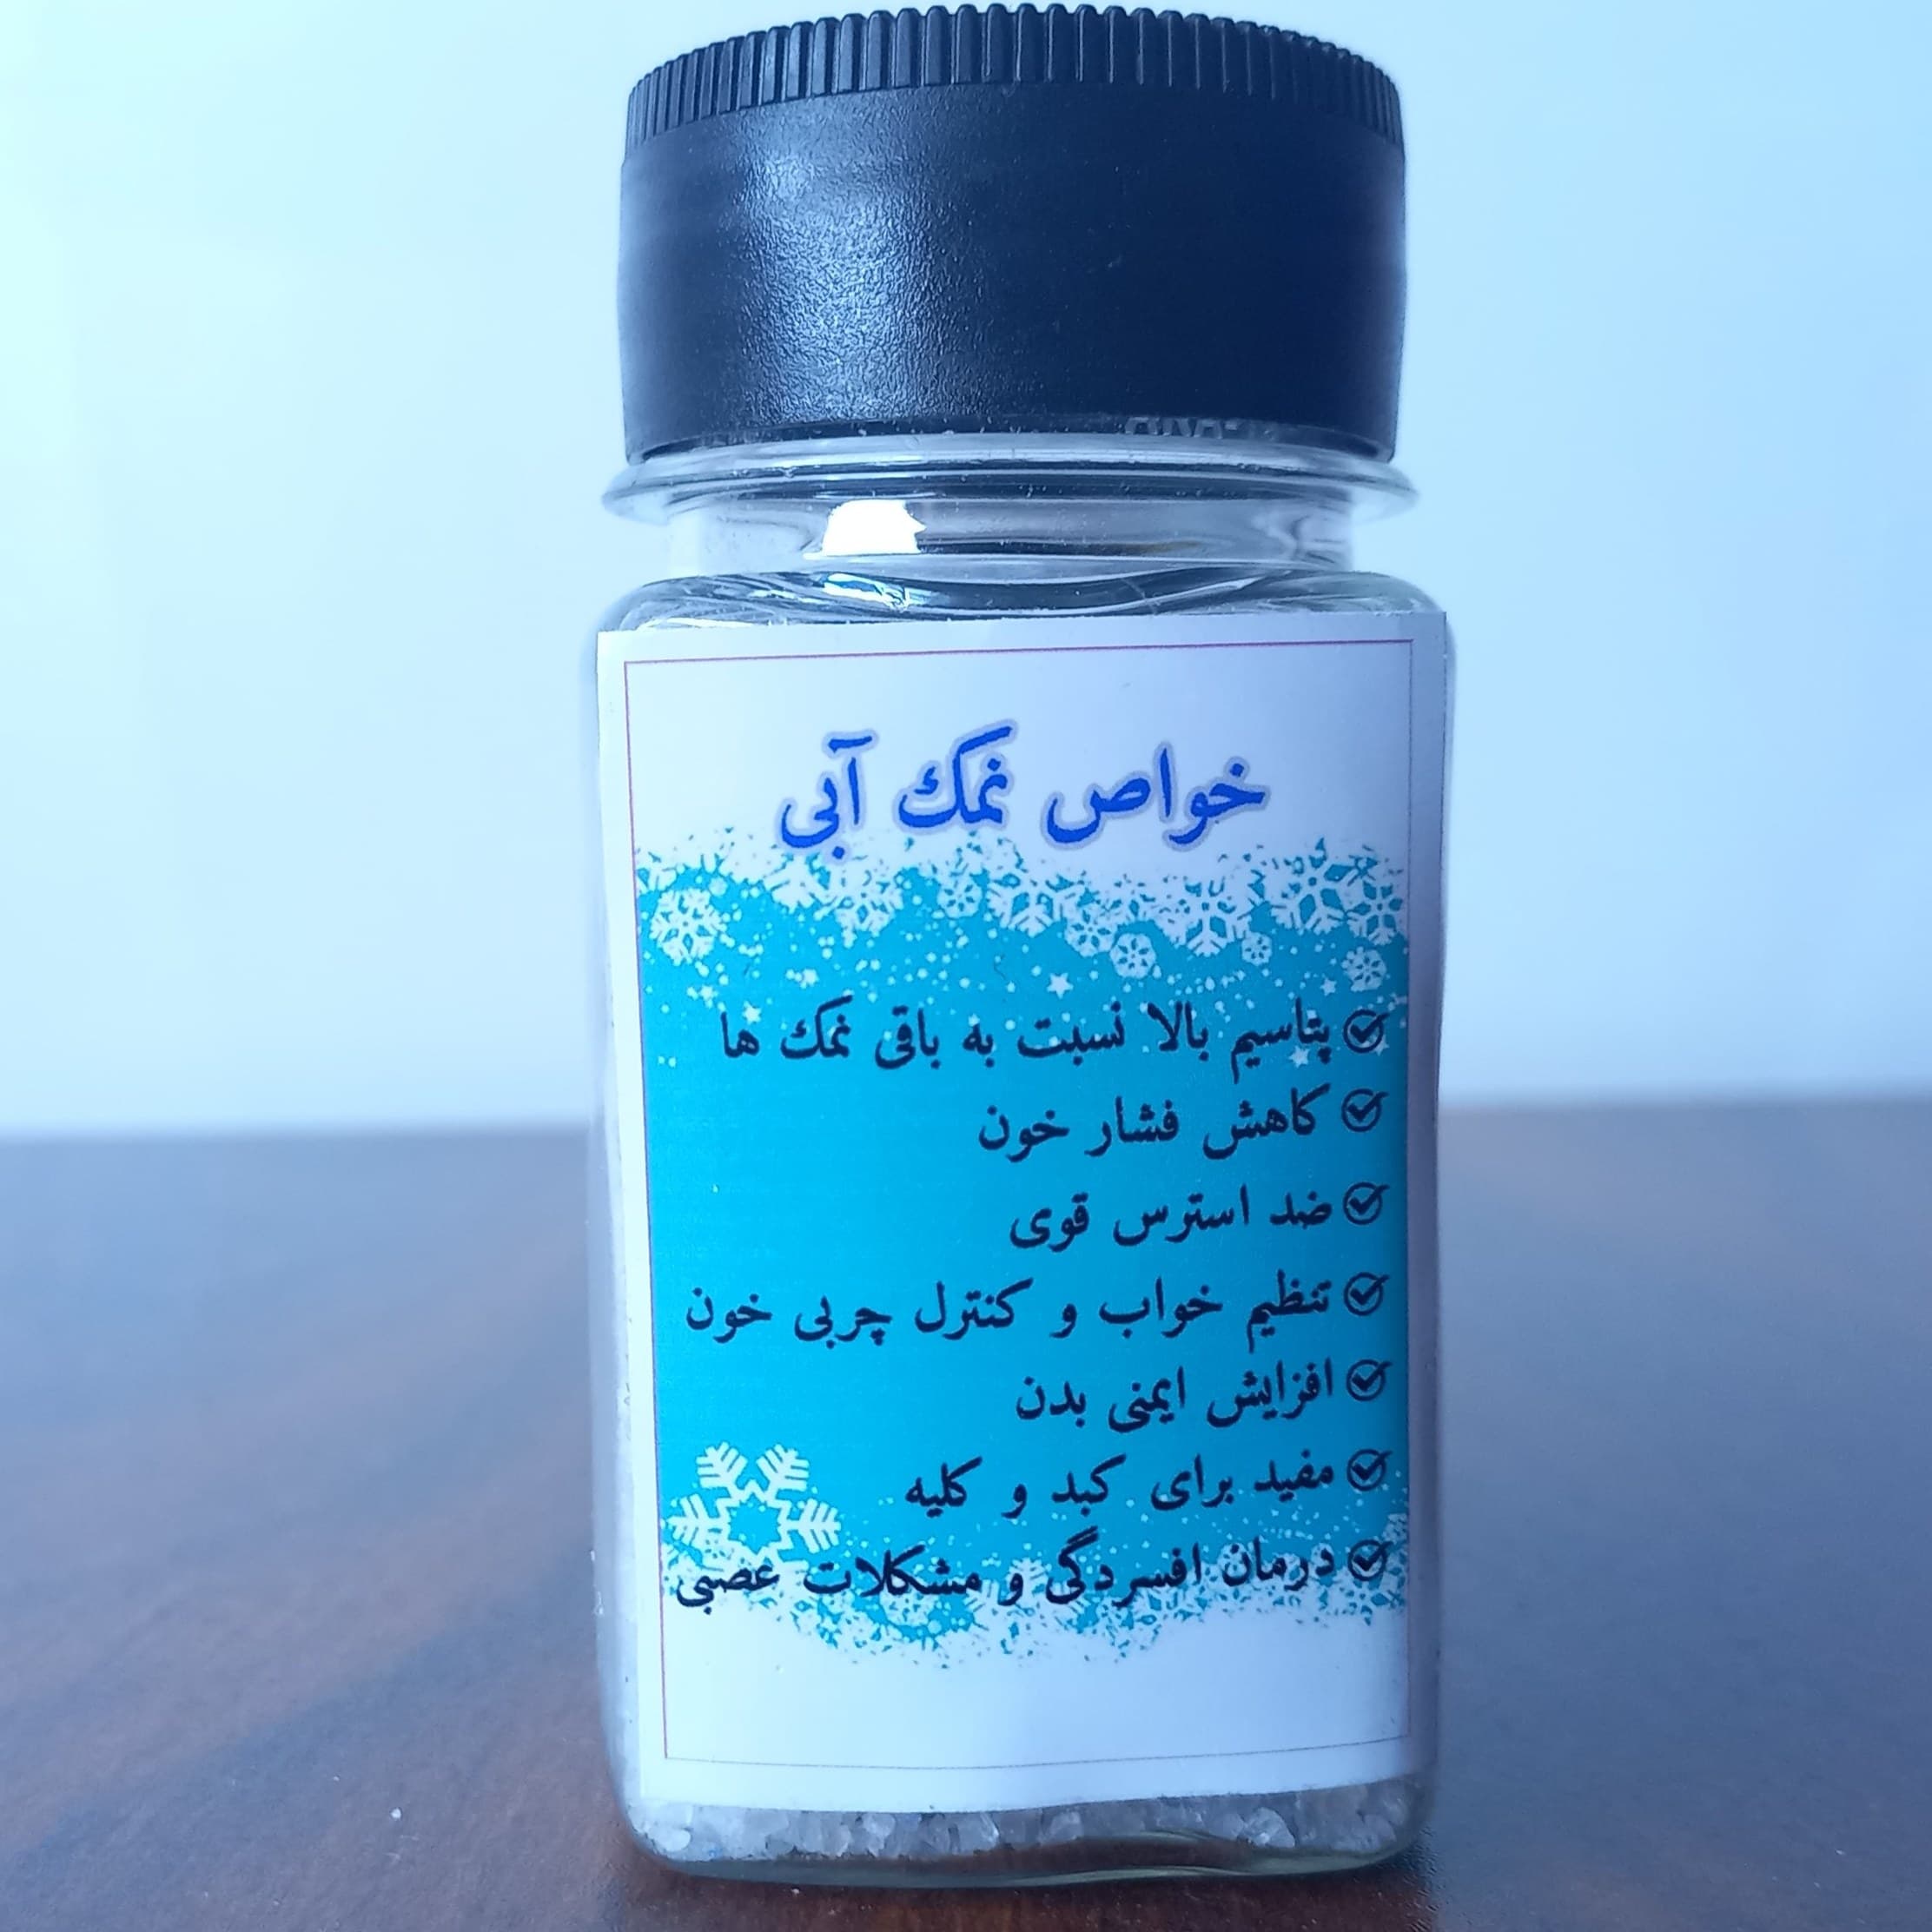 خواص نمک آبی
پتاسیم بالا نسبت به باقی نمک ها
کاهش فشار خون
ضد استرس قوی
تنظیم خواب و کنترل چربی خون
افزایش ایمنی بدن
مفید برای کبد و کلیه
درمان افسردگی و مشکلات عصبی